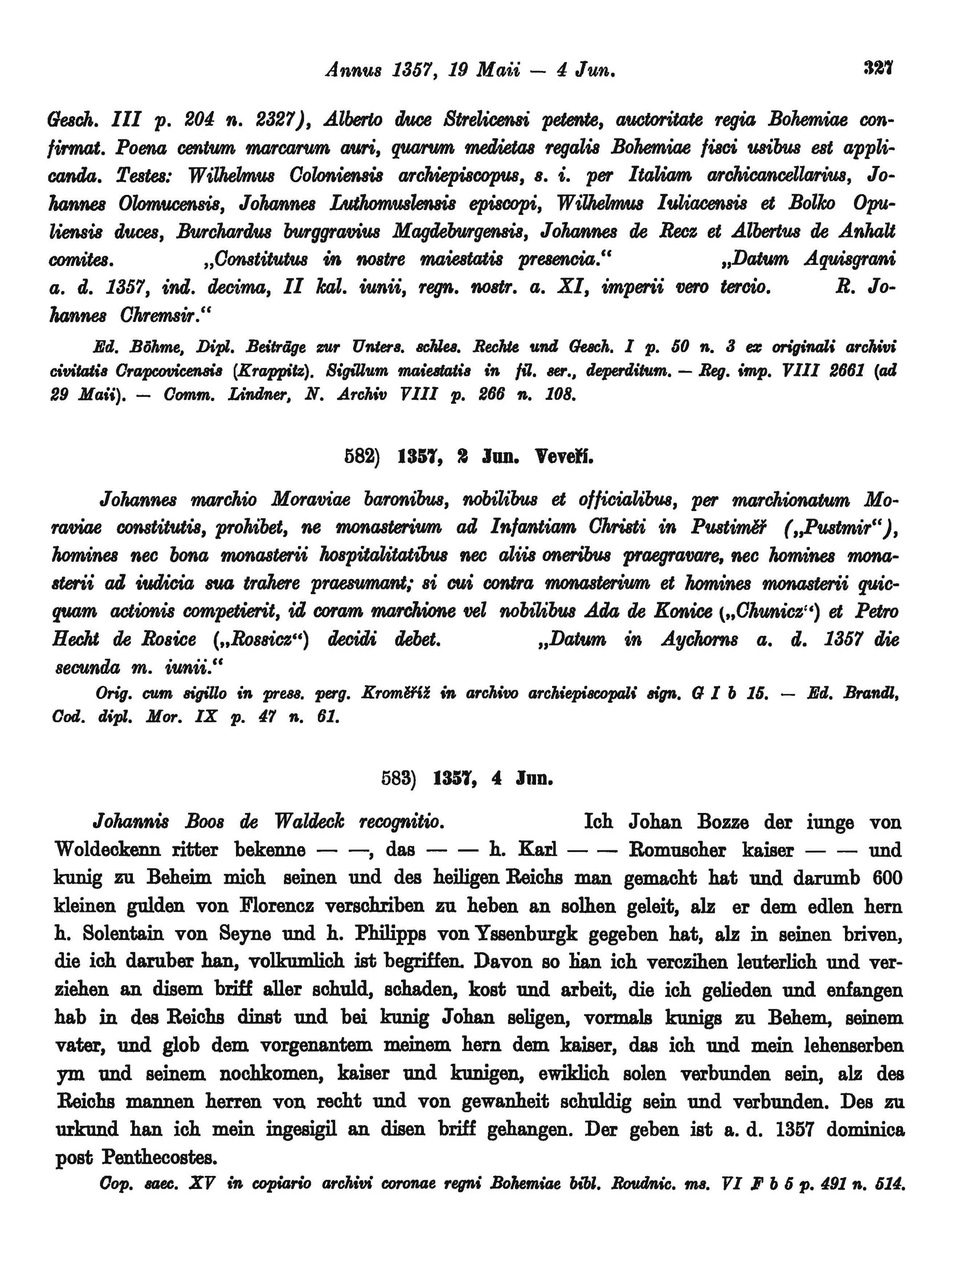 Annus 1357, 19 Maii — 4 Jun. 327
Gesch. III p. 204 n. 2327), Alberto duce Strelicensi petente, auctoritate regia Bohemiae con-
firmat. Poena centum marcarum auri, quarum medietas regalis Bohemiae fisci usibus est appli-
canda. Testes: Wilhelmus Coloniensis archiepiscopus, s. i. per Italiam archicancellarius, Jo-
hannes Olomucensis, Johannes Luthomuslensis episcopi, Wilhelmus Iuliacensis et Bolko Opu-
liensis duces, Burchardus burggravius Magdeburgensis, Johannes de Recz et Albertus de Anhalt
comites. „Constitutus in nostre maiestatis presencia.“ „Datum Aquisgrani
a. d. 1357, ind. decima, II kal. iunii, regn. nostr. a. XI, imperii vero tercio. R. Jo-
hannes Chremsir.“
Ed. Böhme, Dipl. Beiträge zur Unters. schles. Rechte und Gesch. I p. 50 n. 3 ex originali archivi
civitatis Crapcovicensis (Krappitz). Sigillum maiestatis in fil. ser., deperditum. — Reg. imp. VIII 2661 (ad
29 Maii). — Comm. Lindner, N. Archiv VIII p. 266 n. 108.
582) 1357, 2 Jun. Veveří.
Johannes marchio Moraviae baronibus, nobilibus et officialibus, per marchionatum Mo-
raviae constitutis, prohibet, ne monasterium ad Infantiam Christi in Pustiměř („Pustmir“),
homines nec bona monasterii hospitalitatibus nec aliis oneribus praegravare, nec homines mona-
sterii ad iudicia sua trahere praesumant; si cui contra monasterium et homines monasterii quic-
quam actionis competierit, id coram marchione vel nobilibus Ada de Konice („Chunicz“) et Petro
Hecht de Rosice („Rossicz“) decidi debet. „Datum in Aychorns a. d. 1357 die
secunda m. iunii.“
Orig. cum sigillo in press. perg. Kroměříž in archivo archiepiscopali sign. G I b 15. — Ed. Brandl,
Cod. dipl. Mor. IX p. 47 n. 61.
583) 1357, 4 Jun.
Johannis Boos de Waldeck recognitio. Ich Johan Bozze der iunge von
Woldeckenn ritter bekenne — —, das — — h. Karl — — Romuscher kaiser — — und
kunig zu Beheim mich seinen und des heiligen Reichs man gemacht hat und darumb 600
kleinen gulden von Florencz verschriben zu heben an solhen geleit, alz er dem edlen hern
h. Solentain von Seyne und h. Philipps von Yssenburgk gegeben hat, alz in seinen briven,
die ich daruber han, volkumlich ist begriffen. Davon so han ich verczihen leuterlich und ver-
ziehen an disem briff aller schuld, schaden, kost und arbeit, die ich gelieden und enfangen
hab in des Reichs dinst und bei kunig Johan seligen, vormals kunigs zu Behem, seinem
vater, und glob dem vorgenantem meinem hern dem kaiser, das ich und mein lehenserben
ym und seinem nochkomen, kaiser und kunigen, ewiklich solen verbunden sein, alz des
Reichs mannen herren von recht und von gewanheit schuldig sein und verbunden. Des zu
urkund han ich mein ingesigil an disen briff gehangen. Der geben ist a. d. 1357 dominica
post Penthecostes.
Cop. saec. XV in copiario archivi coronae regni Bohemiae bibl. Roudnic. ms. VI F b 5 p. 491 n. 514.